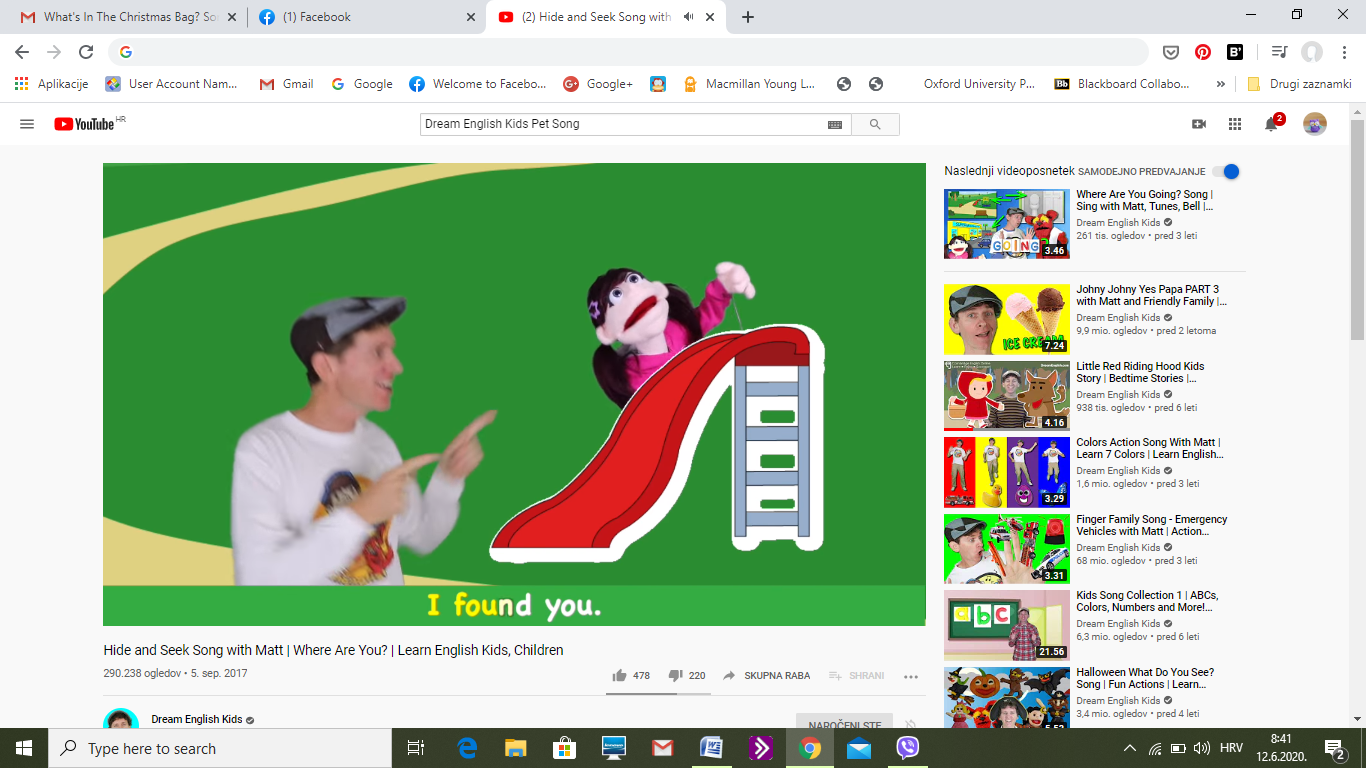 What's In The Christmas Bag? So
(1) Facebook
(2) Hide and Seek Song with
Aplikacije
User Account Nam...
Gmail
Google
Welcome to Facebo...
Google+
Macmillan Young L...
Oxford University P...
Bb
Blackboard Collabo...
»
Drugi zaznamki
YouTube HR
Dream English Kids Pet Song
2
I found you.
Hide and Seek Song with Matt | Where Are You? | Learn English Kids, Children
290.238 ogledov • 5. sep. 2017
478
220
SKUPNA RABA
SHRANI
Dream English Kids
NAROČENI STE
Naslednji videoposnetek
SAMODEJNO PREDVAJANJE
GOING
3.46
Where Are You Going? Song |
Sing with Matt, Tunes, Bell |...
Dream English Kids
261 tis. ogledov • pred 3 leti
ICE CREAM
7.24
Johny Johny Yes Papa PART 3
with Matt and Friendly Family |...
Dream English Kids
9,9 mio. ogledov • pred 2 letoma
4.16
Little Red Riding Hood Kids
Story | Bedtime Stories |...
Dream English Kids
938 tis. ogledov • pred 6 leti
3.29
Colors Action Song With Matt |
Learn 7 Colors | Learn English...
Dream English Kids
1,6 mio. ogledov • pred 3 leti
3.31
Finger Family Song - Emergency
Vehicles with Matt | Action...
Dream English Kids
68 mio. ogledov • pred 3 leti
a b c
21.56
Kids Song Collection 1 | ABCs,
Colors, Numbers and More!...
Dream English Kids
6,3 mio. ogledov • pred 6 leti
Halloween What Do You See?
Song | Fun Actions | Learn...
Dream English Kids
3,4 mio. ogledov • pred 4 leti
Type here to search
HRV
8:41
12.6.2020.
2